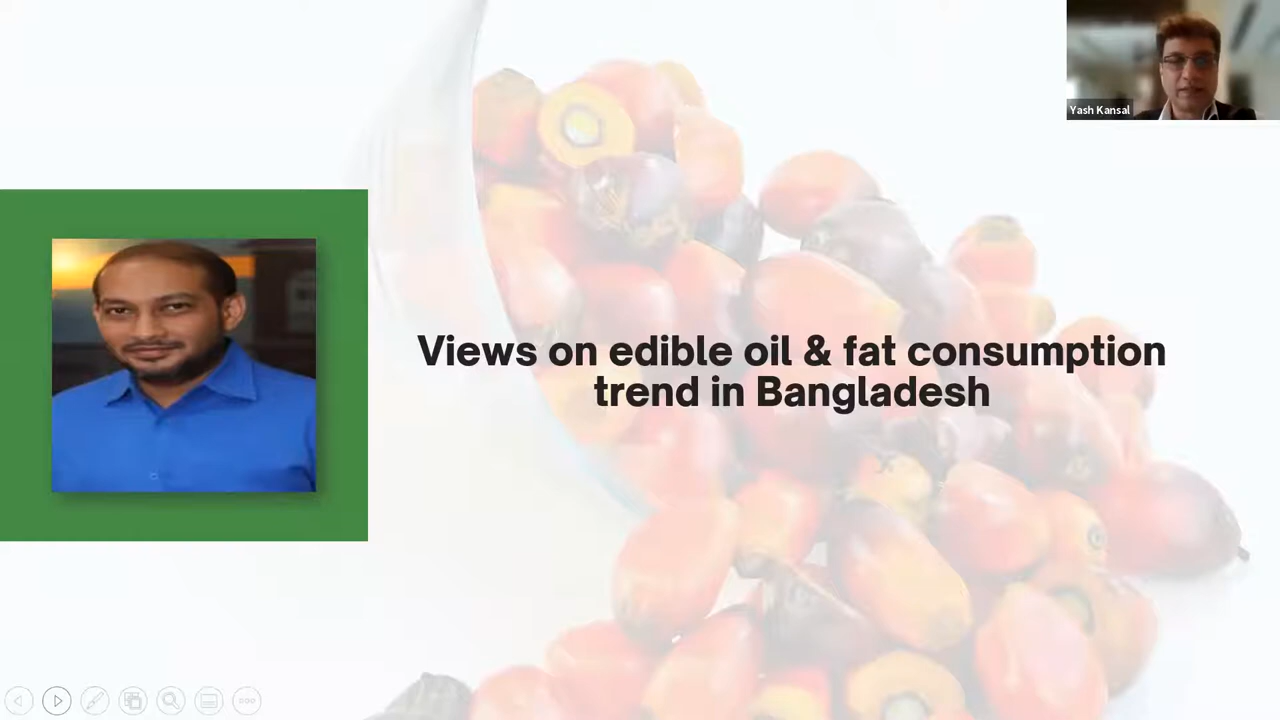 Yash Kansal
Views on edible oil & fat consumption
trend in Bangladesh